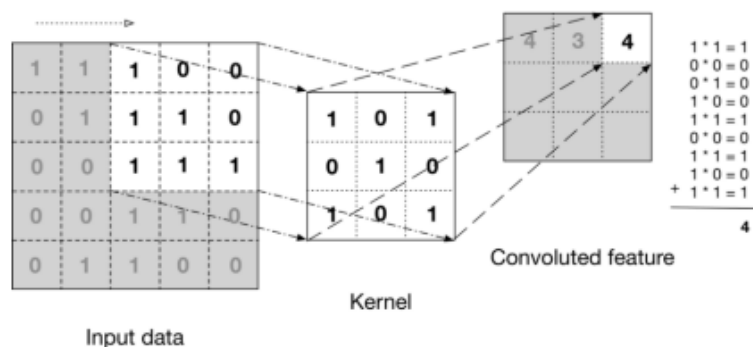 1 1 1 0 0
0 1 1 1 0
0 0 1 1 1
0 0 1 1 0
0 1 1 0 0
Input data
1 0 1
0 1 0
1 0 1
Kernel
4 3 4
Convoluted feature
1 * 1 = 1
0 * 0 = 0
0 * 1 = 0
1 * 0 = 0
1 * 1 = 1
0 * 0 = 0
1 * 1 = 1
1 * 0 = 0
+ 1 * 1 = 1
4